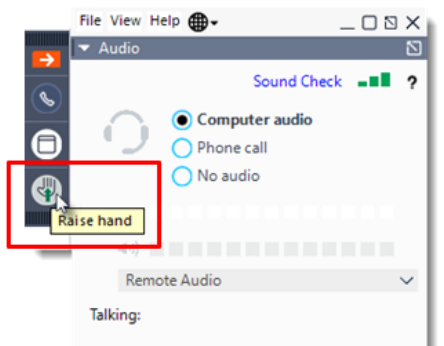 File View Help
Audio
Sound Check ?
Computer audio
Phone call
No audio
Raise hand
Remote Audio
Talking: